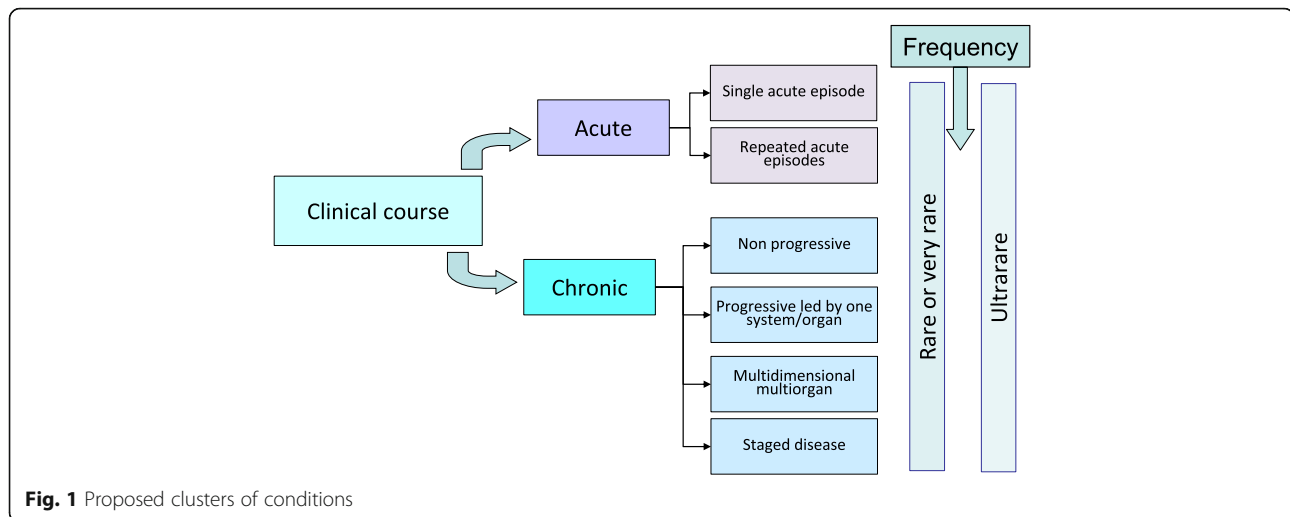 Frequency
Single acute episode
Acute
Repeated acute
episodes
Clinical course
Non progressive
Chronic
Progressive led by one
system/organ
Multidimensional
multiorgan
Staged disease
Rare or very rare
Ultrarare
Fig. 1 Proposed clusters of conditions